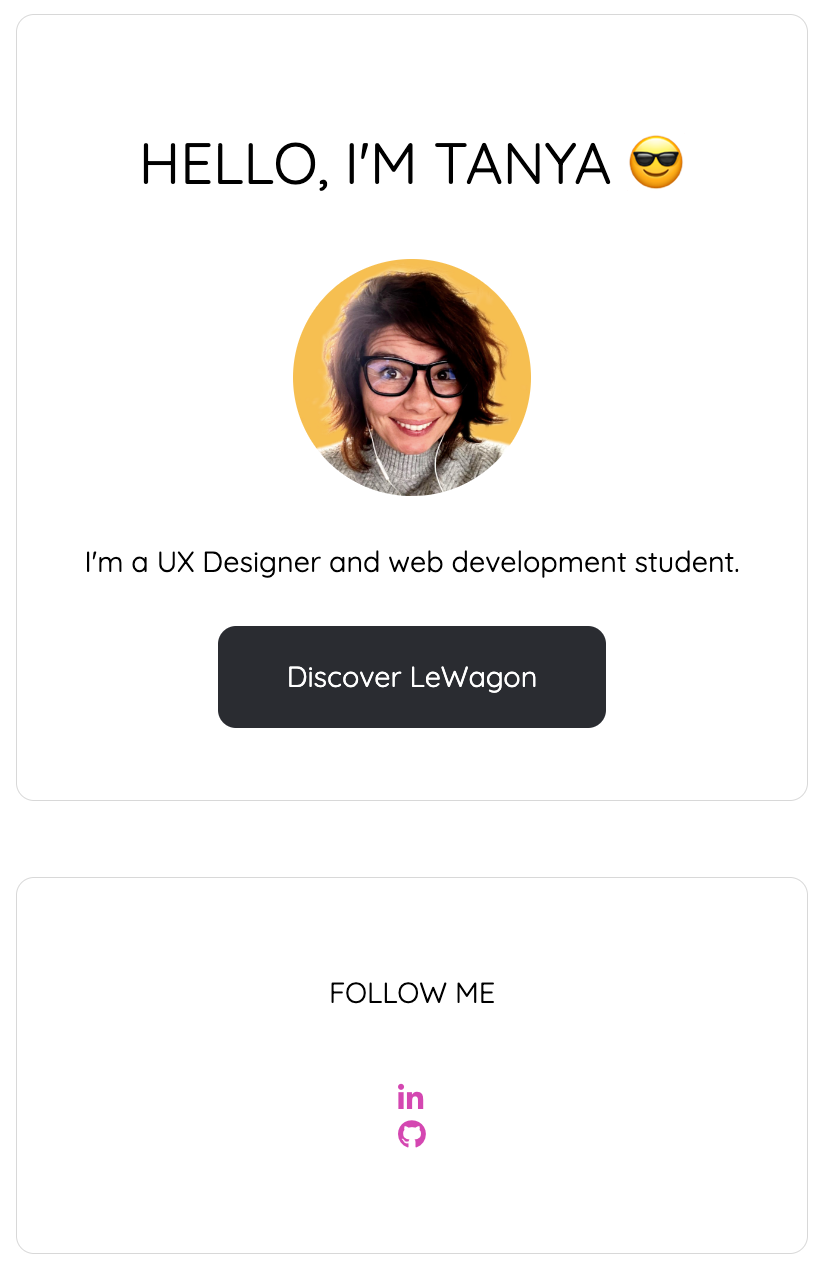 HELLO, I'M TANYA 😎
I'm a UX Designer and web development student.
Discover LeWagon
FOLLOW ME
in